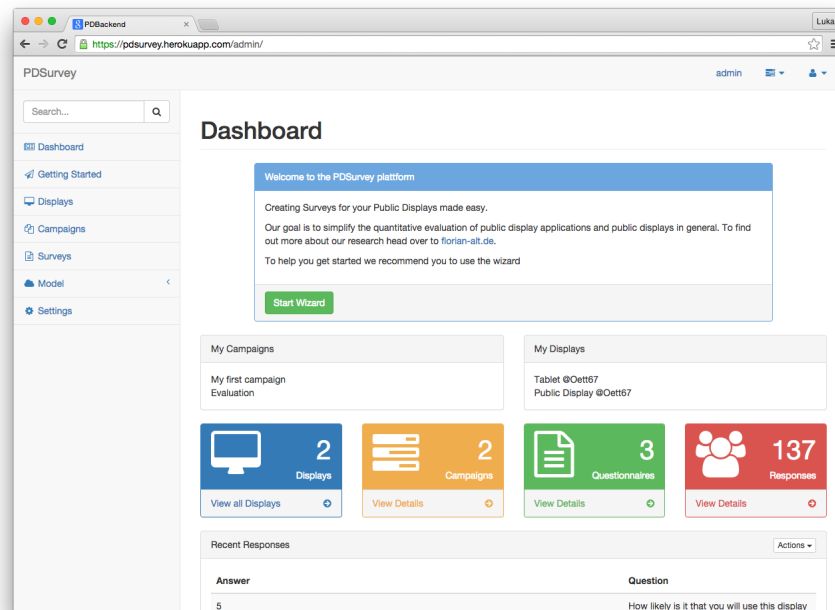 PDBackend
Luka
https://pdsurvey.herokuapp.com/admin/
PDSurvey
admin
Search...
Dashboard
Getting Started
Displays
Campaigns
Surveys
Model
Settings
Dashboard
Welcome to the PDSurvey plattform
Creating Surveys for your Public Displays made easy.
Our goal is to simplify the quantitative evaluation of public display applications and public displays in general. To find
out more about our research head over to florian-alt.de.
To help you get started we recommend you to use the wizard
Start Wizard
My Campaigns
My first campaign
Evaluation
My Displays
Tablet @Oett67
Public Display @Oett67
2
Displays
View all Displays
2
Campaigns
View Details
3
Questionnaires
View Details
137
Responses
View Details
Recent Responses
Actions
Answer
Question
5
How likely is it that you will use this display